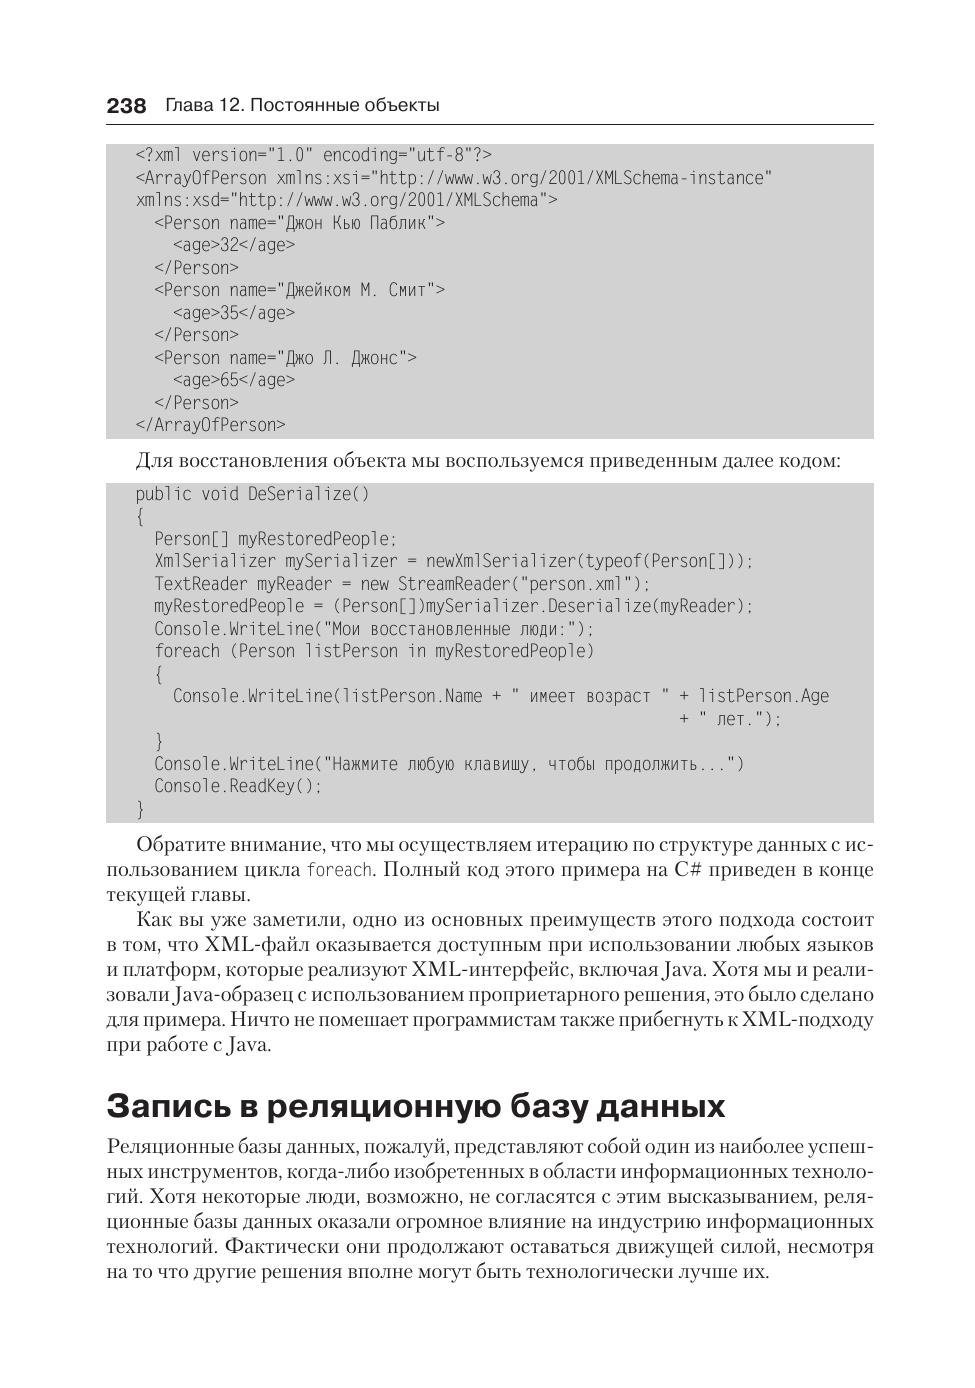 238 Глава 12. Постоянные объекты
<?xml version="1.0" encoding="utf-8"?>
<ArrayOfPerson xmlns:xsi="http://www.w3.org/2001/XMLSchema-instance"
xmlns:xsd="http://www.w3.org/2001/XMLSchema">
  <Person name="Джон Кью Паблик">
    <age>32</age>
  </Person>
  <Person name="Джейком М. Смит">
    <age>35</age>
  </Person>
  <Person name="Джо Л. Джонс">
    <age>65</age>
  </Person>
</ArrayOfPerson>
Для восстановления объекта мы воспользуемся приведенным далее кодом:
public void DeSerialize()
{
  Person[] myRestoredPeople;
  XmlSerializer mySerializer = newXmlSerializer(typeof(Person[]));
  TextReader myReader = new StreamReader("person.xml");
  myRestoredPeople = (Person[])mySerializer.Deserialize(myReader);
  Console.WriteLine("Мои восстановленные люди:");
  foreach (Person listPerson in myRestoredPeople)
  {
    Console.WriteLine(listPerson.Name + " имеет возраст " + listPerson.Age
                                                          + " лет.");
  }
  Console.WriteLine("Нажмите любую клавишу, чтобы продолжить...")
  Console.ReadKey();
}
Обратите внимание, что мы осуществляем итерацию по структуре данных с ис-
пользованием цикла foreach. Полный код этого примера на C# приведен в конце
текущей главы.
Как вы уже заметили, одно из основных преимуществ этого подхода состоит
в том, что XML-файл оказывается доступным при использовании любых языков
и платформ, которые реализуют XML-интерфейс, включая Java. Хотя мы и реали-
зовали Java-образец с использованием проприетарного решения, это было сделано
для примера. Ничто не помешает программистам также прибегнуть к XML-подходу
при работе с Java.
Запись в реляционную базу данных
Реляционные базы данных, пожалуй, представляют собой один из наиболее успеш-
ных инструментов, когда-либо изобретенных в области информационных техноло-
гий. Хотя некоторые люди, возможно, не согласятся с этим высказыванием, реля-
ционные базы данных оказали огромное влияние на индустрию информационных
технологий. Фактически они продолжают оставаться движущей силой, несмотря
на то что другие решения вполне могут быть технологически лучше их.